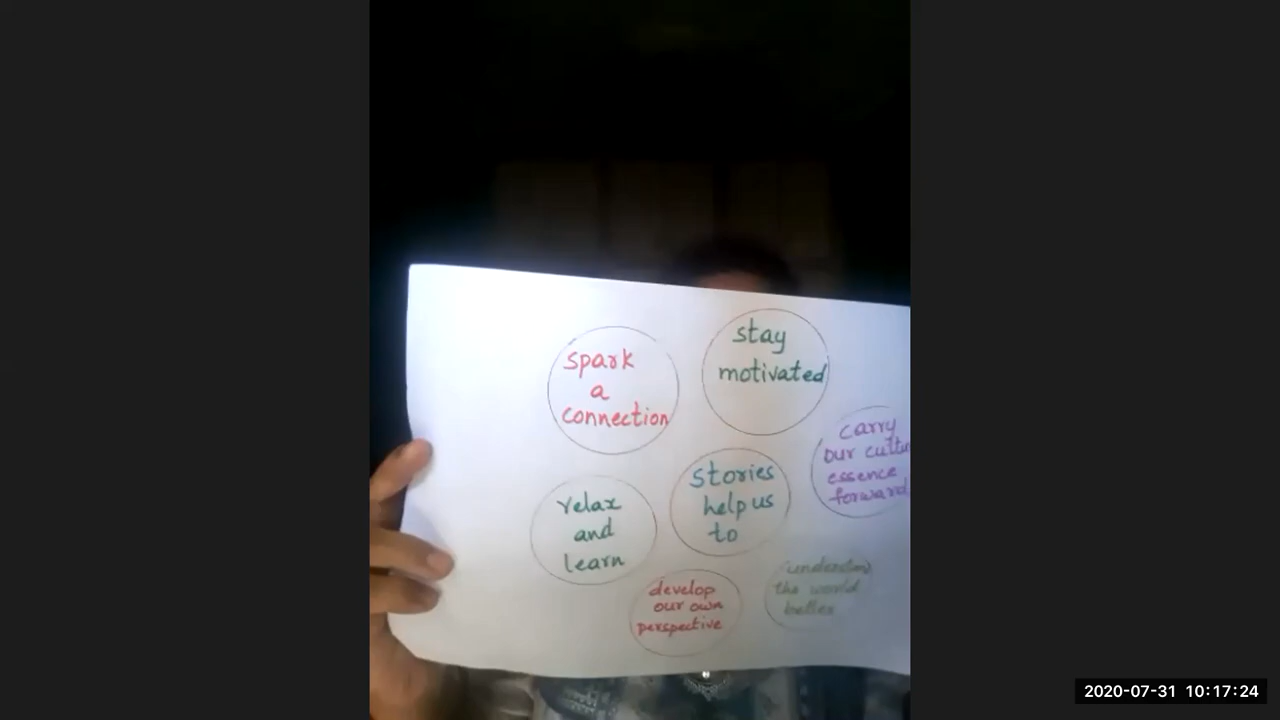 spark
a
connection
stay
motivated
carry
our
essence
forward
relax
and
learn
stories
help us
to
develop
our own
perspective
understand
the world
better
2020-07-31 10:17:24